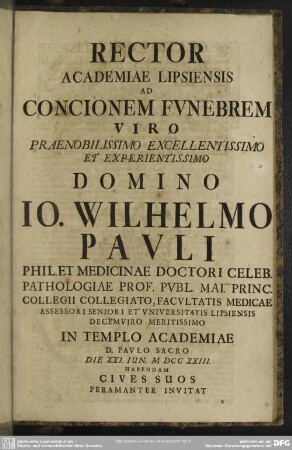 RECTOR
ACADEMIAE LIPSIENSIS
AD
CONCIONEM FVNEBREM
VIRO
PRAENOBILISSIMO EXCELLENTISSIMO
ET EXPERIENTISSIMO
DOMINO
IO. WILHELMO
PAVLI
PHIL.ET MEDICINAE DOCTORI CELEB.
PATHOLOGIAE PROF. PVBL. MAI. PRINC.
COLLEGII COLLEGIATO, FACVLTATIS MEDICAE
ASSESSORI SENIORI ET VNIVERSITATIS LIPSIENSIS
DECEMVIRO MERITISSIMO
IN TEMPLO ACADEMIAE
D. PAVLO SACRO
DIE XXI. IUN. M DCC XXIII.
HABENDAM
CIVES SUOS
PERAMANTER INVITAT